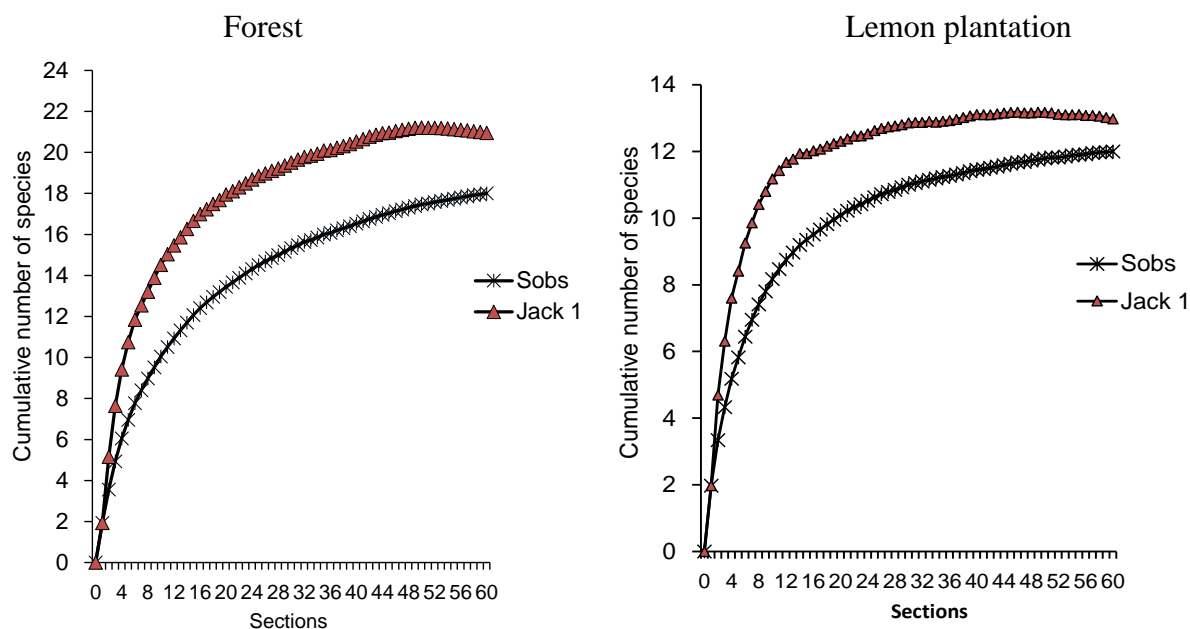 Forest
24
22
20
18
16
14
12
10
8
6
4
2
0
Cumulative number of species
0 4 8 12 16 20 24 28 32 36 40 44 48 52 56 60
Sections
Sobs
Jack 1
Lemon plantation
14
12
10
8
6
4
2
0
Cumulative number of species
0 4 8 12 16 20 24 28 32 36 40 44 48 52 56 60
Sections
Sobs
Jack 1